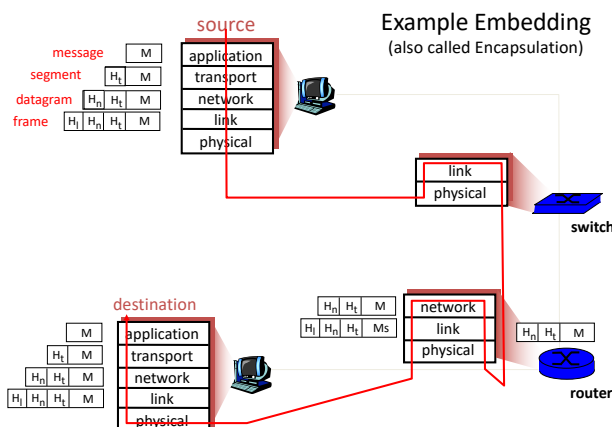 source
Example Embedding
(also called Encapsulation)
message M application
segment Ht M transport
datagram Hn Ht M network
frame Hl Hn Ht M link
physical
link
physical
switch
destination
Hn Ht M network
Hl Hn Ht Ms link
physical
Hn Ht M
router
M application
Ht M transport
Hn Ht M network
Hl Hn Ht M link
physical